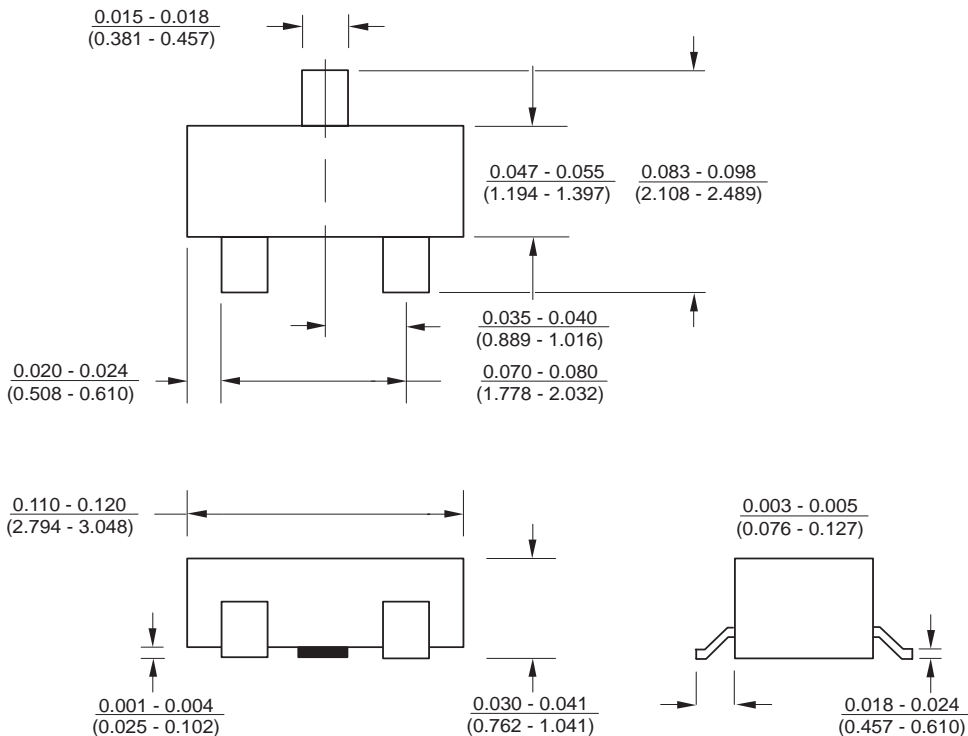 0.015 - 0.018
(0.381 - 0.457)
0.047 - 0.055
(1.194 - 1.397)
0.083 - 0.098
(2.108 - 2.489)
0.035 - 0.040
(0.889 - 1.016)
0.020 - 0.024
(0.508 - 0.610)
0.070 - 0.080
(1.778 - 2.032)
0.110 - 0.120
(2.794 - 3.048)
0.003 - 0.005
(0.076 - 0.127)
0.001 - 0.004
(0.025 - 0.102)
0.030 - 0.041
(0.762 - 1.041)
0.018 - 0.024
(0.457 - 0.610)